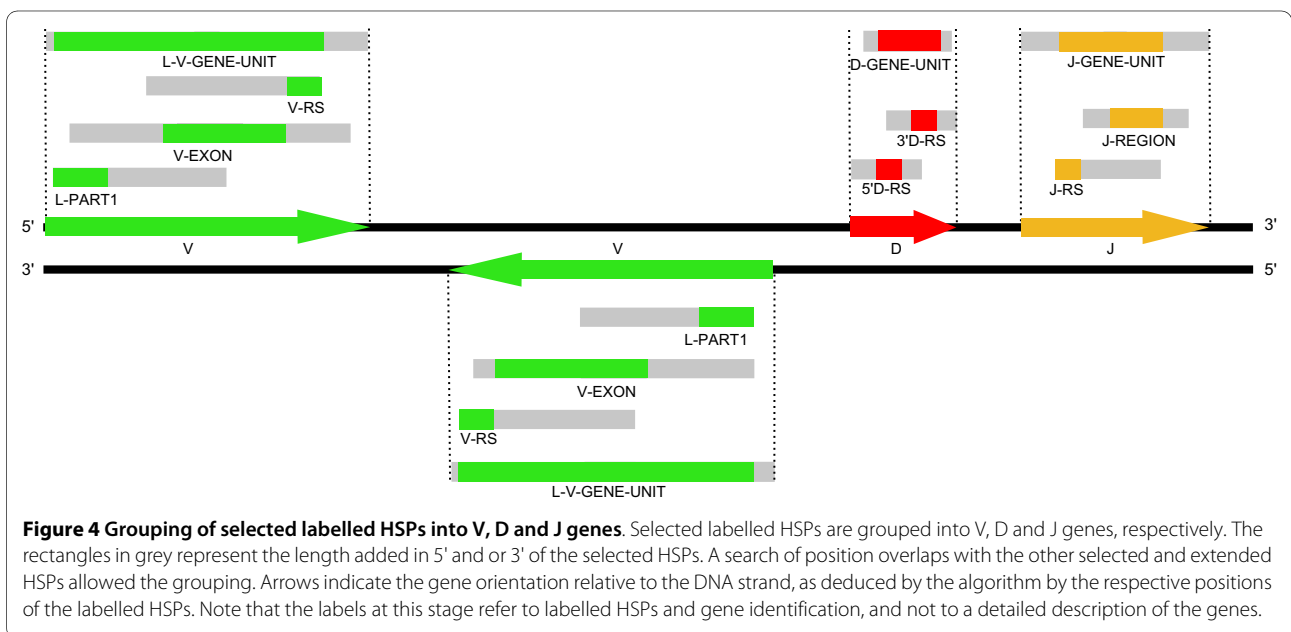 L-V-GENE-UNIT
D-GENE-UNIT
J-GENE-UNIT
V-RS
3'D-RS
J-REGION
V-EXON
L-PART1
5'D-RS
J-RS
5'
3'
V
V
D
J
3'
5'
L-PART1
V-EXON
V-RS
L-V-GENE-UNIT
Figure 4 Grouping of selected labelled HSPs into V, D and J genes. Selected labelled HSPs are grouped into V, D and J genes, respectively. The
rectangles in grey represent the length added in 5' and or 3' of the selected HSPs. A search of position overlaps with the other selected and extended
HSPs allowed the grouping. Arrows indicate the gene orientation relative to the DNA strand, as deduced by the algorithm by the respective positions
of the labelled HSPs. Note that the labels at this stage refer to labelled HSPs and gene identification, and not to a detailed description of the genes.